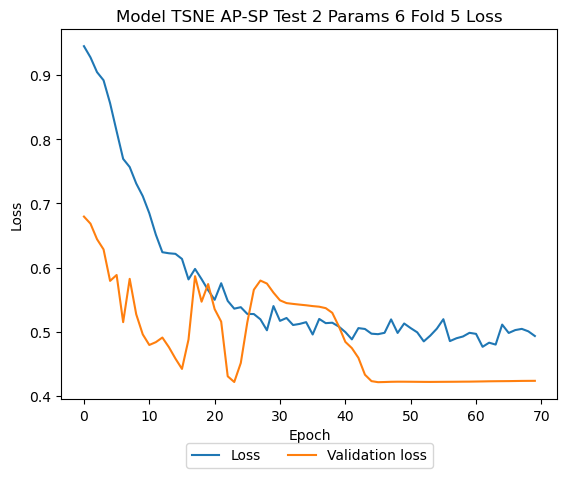 Model TSNE AP-SP Test 2 Params 6 Fold 5 Loss
0.9
0.8
0.7
0.6
0.5
0.4
Loss
0 10 20 30 40 50 60 70
Epoch
Loss Validation loss